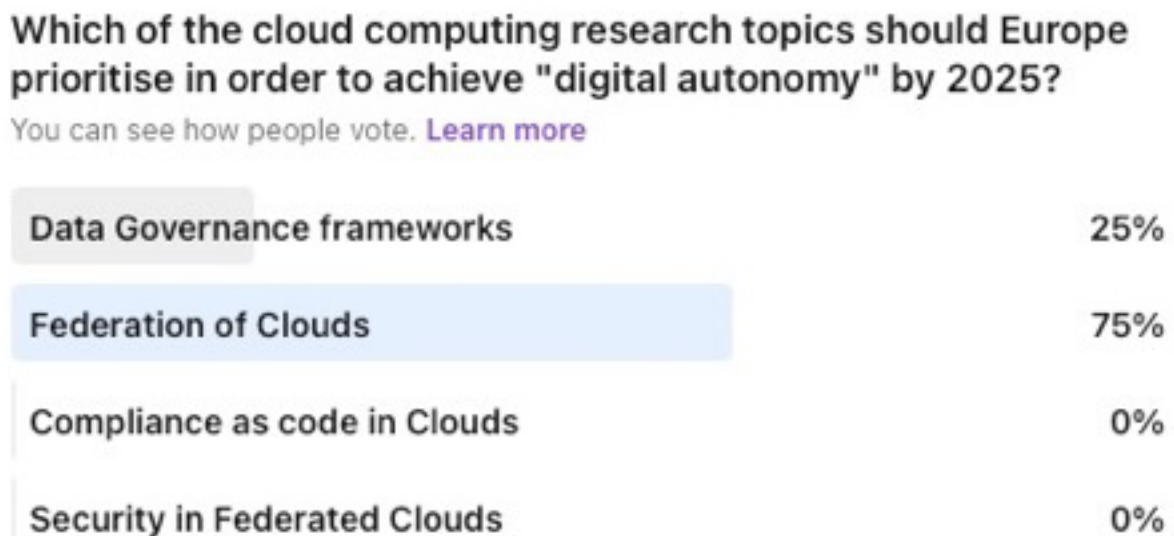 Which of the cloud computing research topics should Europe
prioritise in order to achieve "digital autonomy" by 2025?
You can see how people vote. Learn more
Data Governance frameworks 25%
Federation of Clouds 75%
Compliance as code in Clouds 0%
Security in Federated Clouds 0%